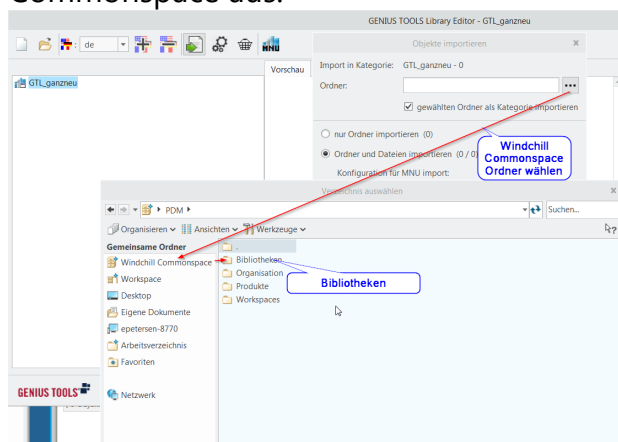 Commonspace aus.
GENIUS TOOLS Library Editor - GTL_ganzneu
de
MNU
Objekte importieren
GTL_ganzneu
Vorschau
Import in Kategorie: GTL_ganzneu - 0
Ordner:
gewählten Ordner als Kategorie importieren
nur Ordner importieren (0)
Ordner und Dateien importieren (0 / 0)
Konfiguration für MNU import:
Windchill
Commonspace
Ordner wählen
Verzeichnis auswählen
PDM
Suchen...
Organisieren
Ansichten
Werkzeuge
Gemeinsame Ordner
Windchill Commonspace
Workspace
Desktop
Eigene Dokumente
epetersen-8770
Arbeitsverzeichnis
Favoriten
Netzwerk
.
Bibliotheken
Organisation
Produkte
Workspaces
Bibliotheken
GENIUS TOOLS